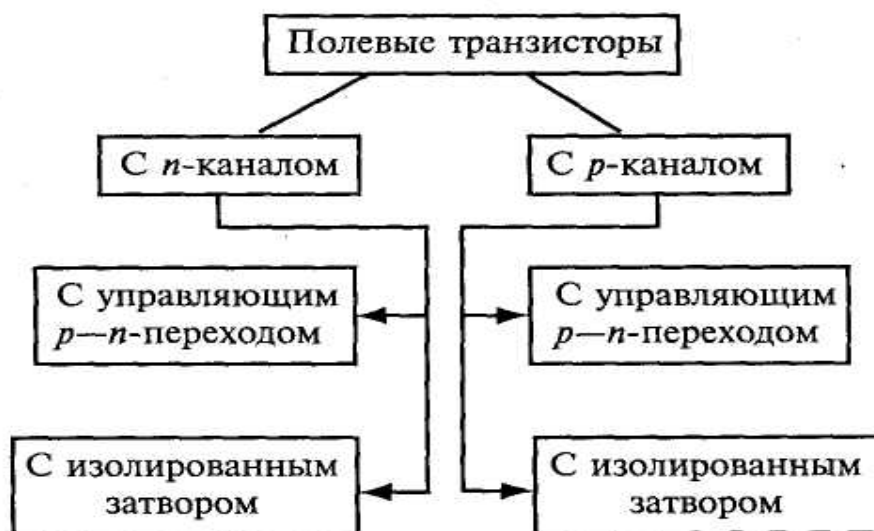 Полевые транзисторы
С n-каналом
С p-каналом
С управляющим
p—n-переходом
С управляющим
p—n-переходом
С изолированным
затвором
С изолированным
затвором